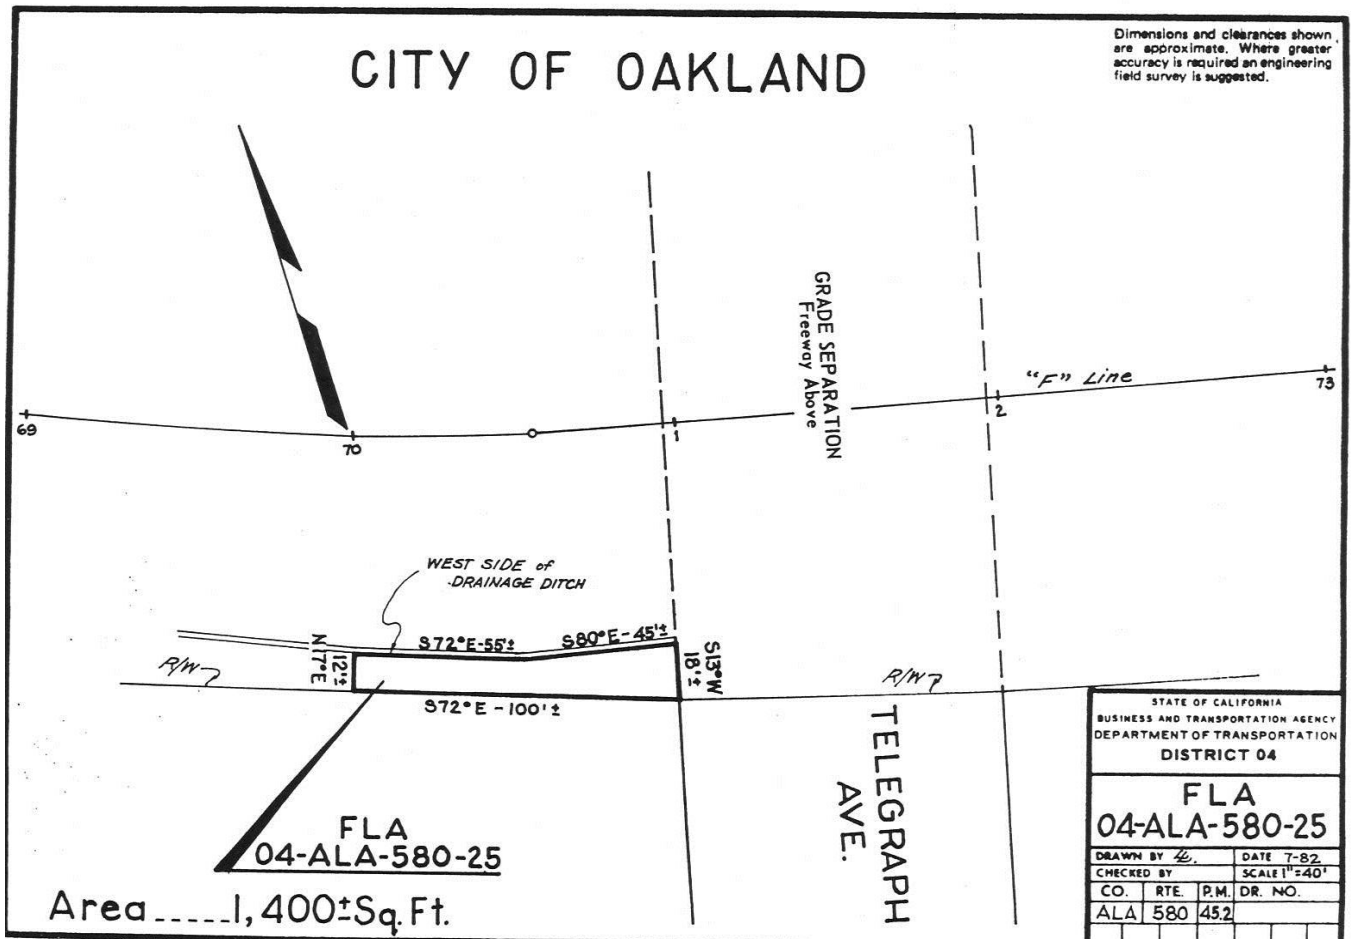 CITY OF OAKLAND
Dimensions and clearances shown
are approximate. Where greater
accuracy is required an engineering
field survey is suggested.
GRADE SEPARATION
Freeway Above
"F" Line
69
70
1
2
73
WEST SIDE of
DRAINAGE DITCH
S72°E-55'±
S80°E-45'±
N17°E
12'±
S13°W
18'±
R/W
R/W
S72°E-100'±
TELEGRAPH
AVE.
FLA
04-ALA-580-25
Area.....1,400±Sq.Ft.
STATE OF CALIFORNIA
BUSINESS AND TRANSPORTATION AGENCY
DEPARTMENT OF TRANSPORTATION
DISTRICT 04
FLA
04-ALA-580-25
DRAWN BY
DATE 7-82
CHECKED BY
SCALE 1"=40'
CO. RTE. P.M. DR. NO.
ALA 580 45.2